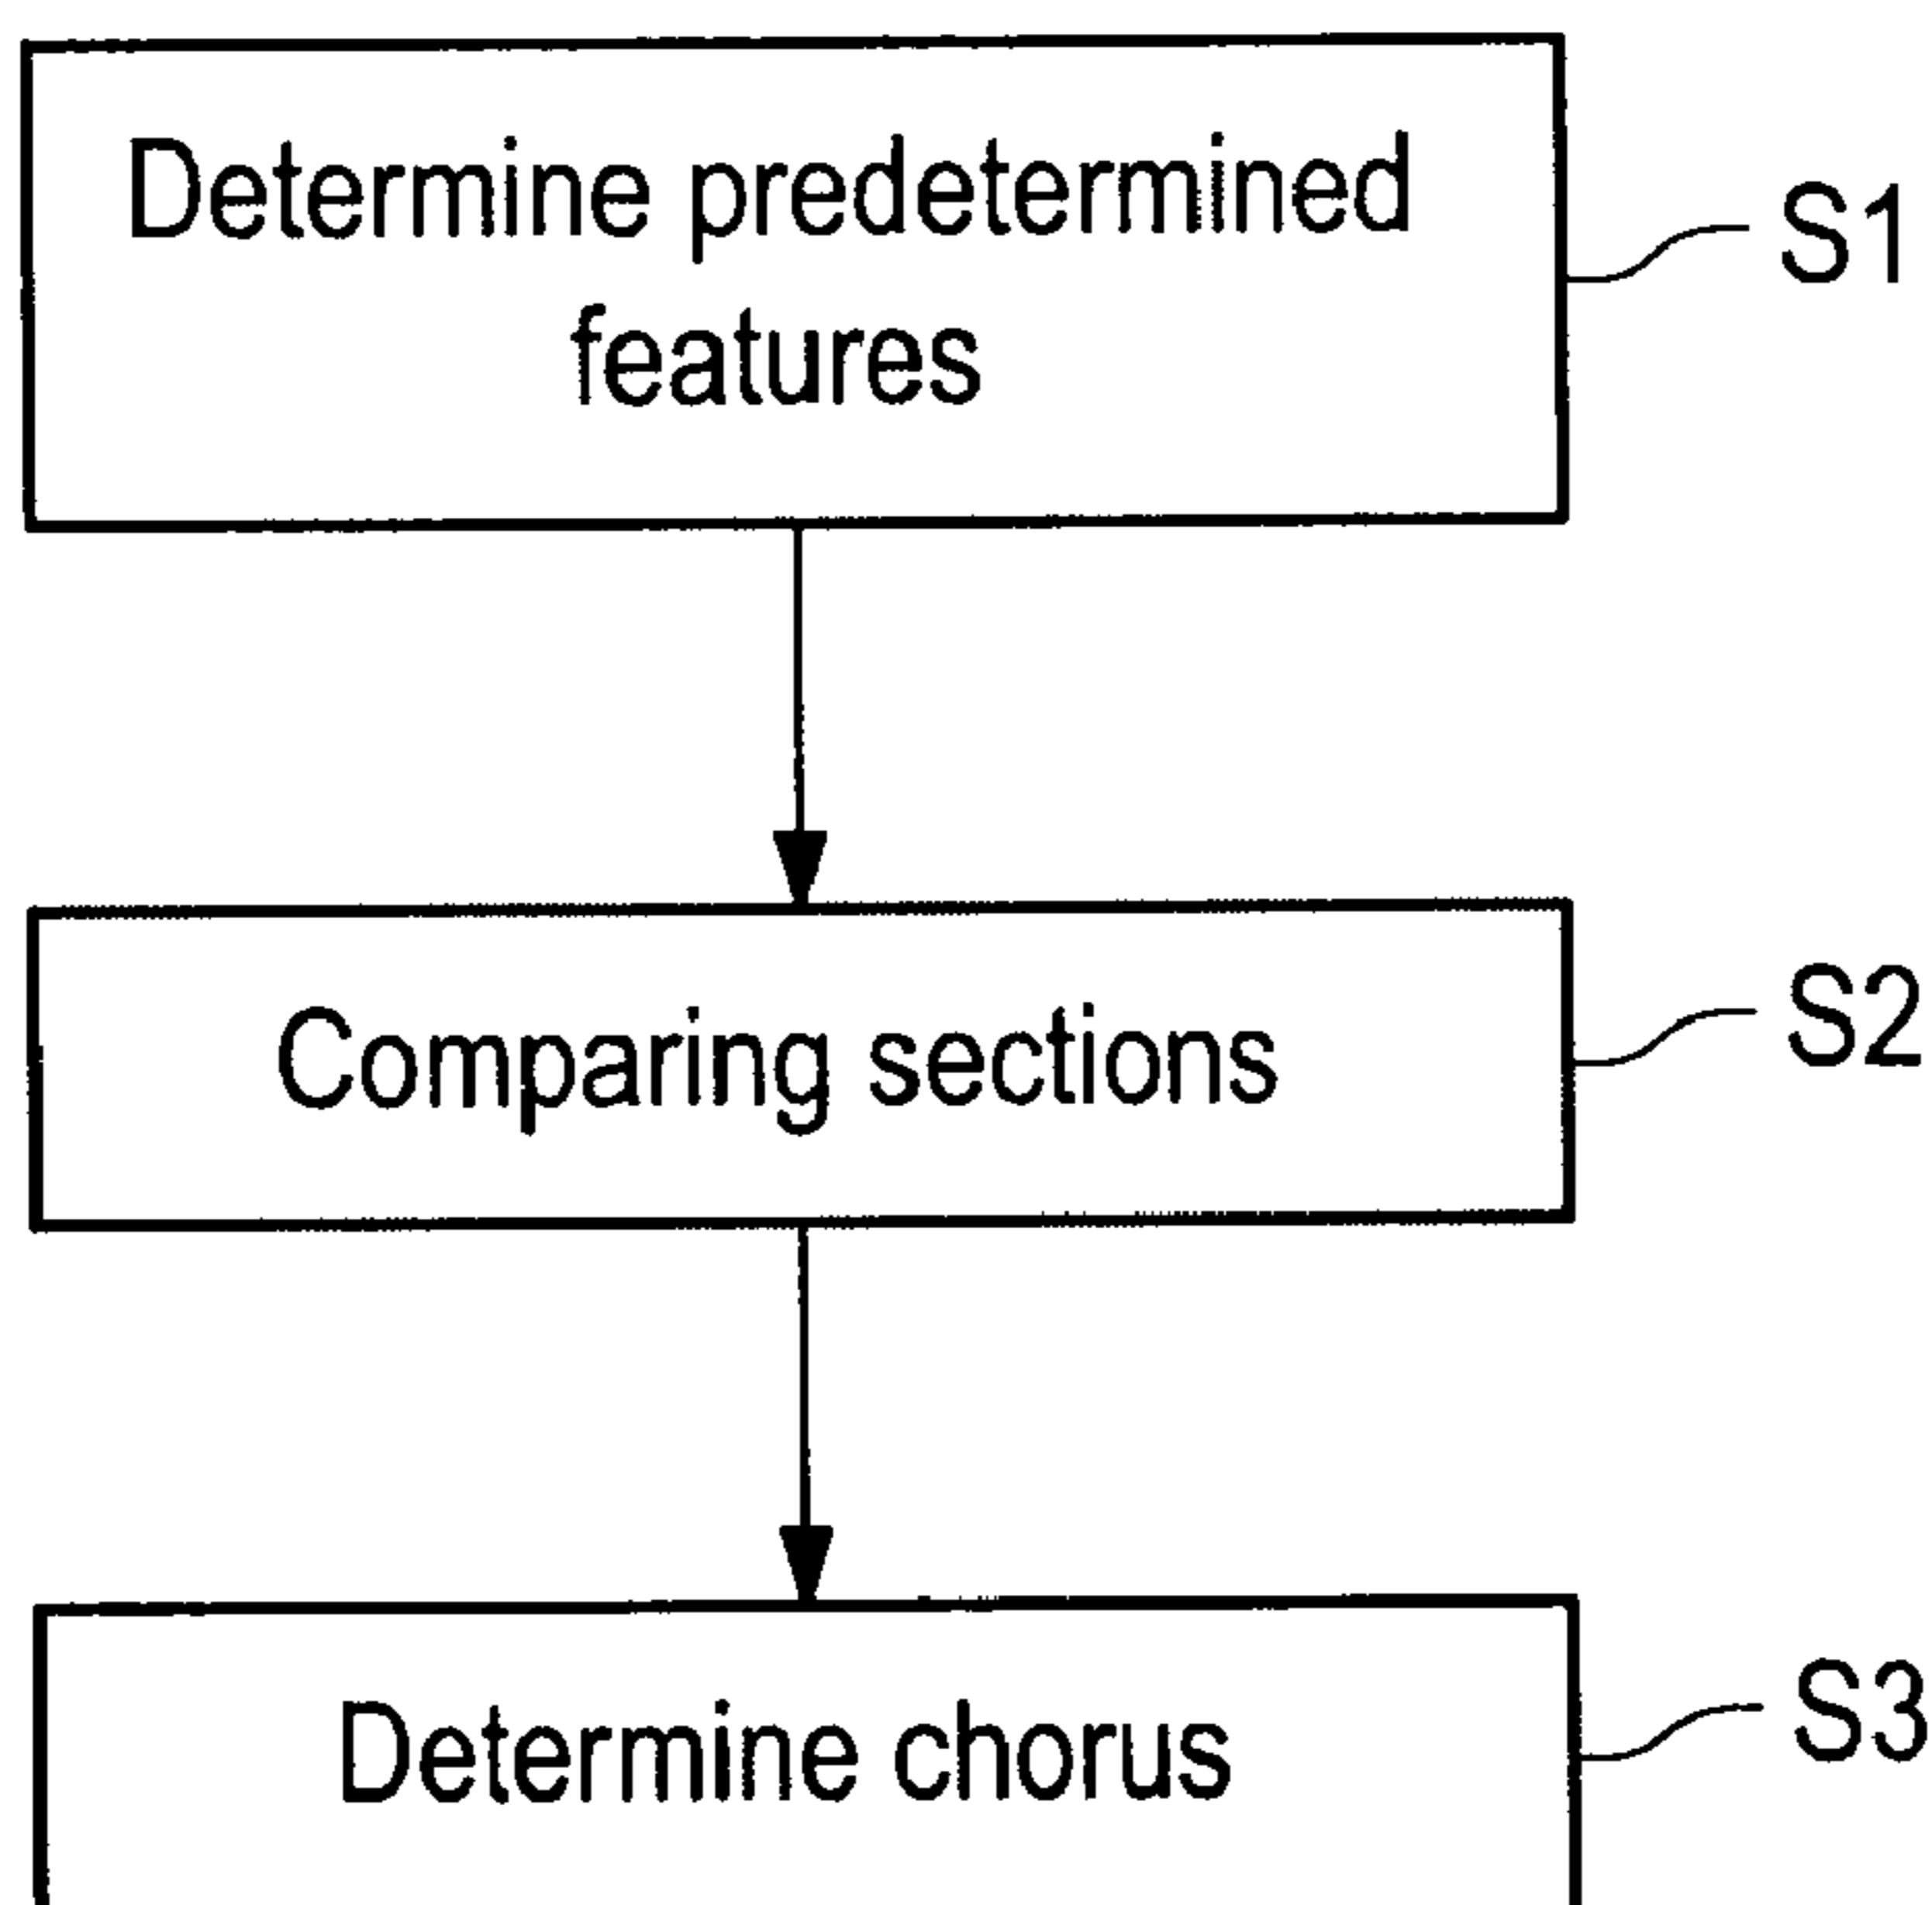 Determine predetermined
features
S1
Comparing sections
S2
Determine chorus
S3